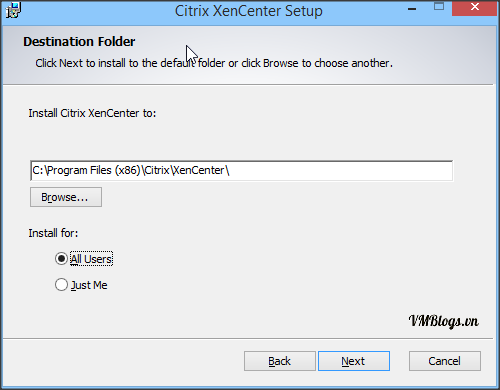 Citrix XenCenter Setup
Destination Folder
Click Next to install to the default folder or click Browse to choose another.
Install Citrix XenCenter to:
C:\Program Files (x86)\Citrix\XenCenter\
Browse...
Install for:
All Users
Just Me
VMBlogs.vn
Back Next Cancel